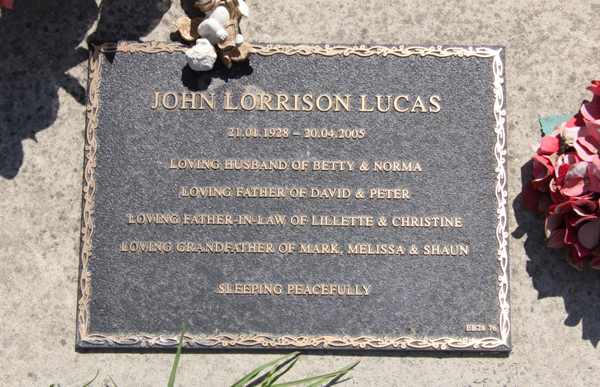 JOHN LORRISON LUCAS
21.01.1928 – 20.04.2005
LOVING HUSBAND OF BETTY & NORMA
LOVING FATHER OF DAVID & PETER
LOVING FATHER-IN-LAW OF LILLETTE & CHRISTINE
LOVING GRANDFATHER OF MARK, MELISSA & SHAUN
SLEEPING PEACEFULLY
EB28 76